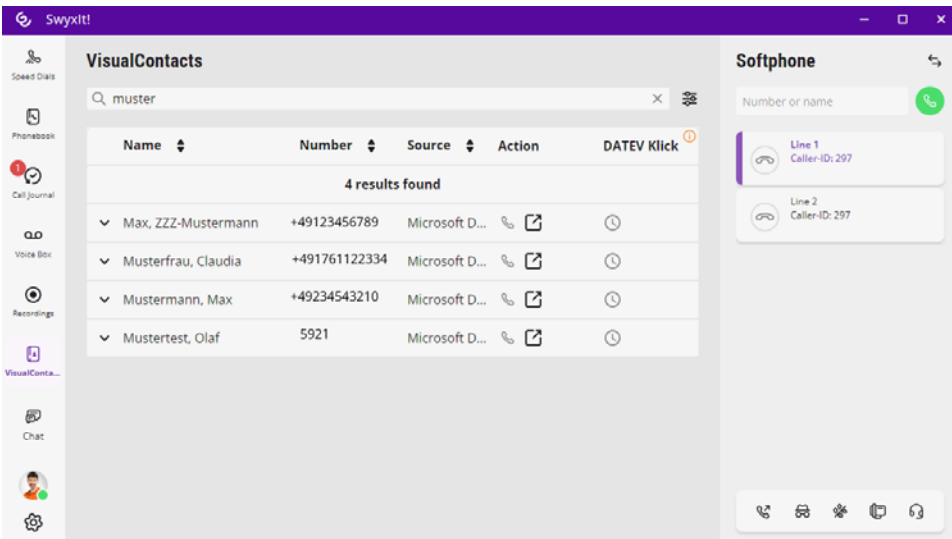 SwyxIt!
Speed Dials
Phonebook
1
Call Journal
Voice Box
Recordings
VisualConta...
Chat
VisualContacts
muster
Name Number Source Action DATEV Klick
4 results found
Max, ZZZ-Mustermann +49123456789 Microsoft D...
Musterfrau, Claudia +491761122334 Microsoft D...
Mustermann, Max +49234543210 Microsoft D...
Mustertest, Olaf 5921 Microsoft D...
Softphone
Number or name
Line 1
Caller-ID: 297
Line 2
Caller-ID: 297